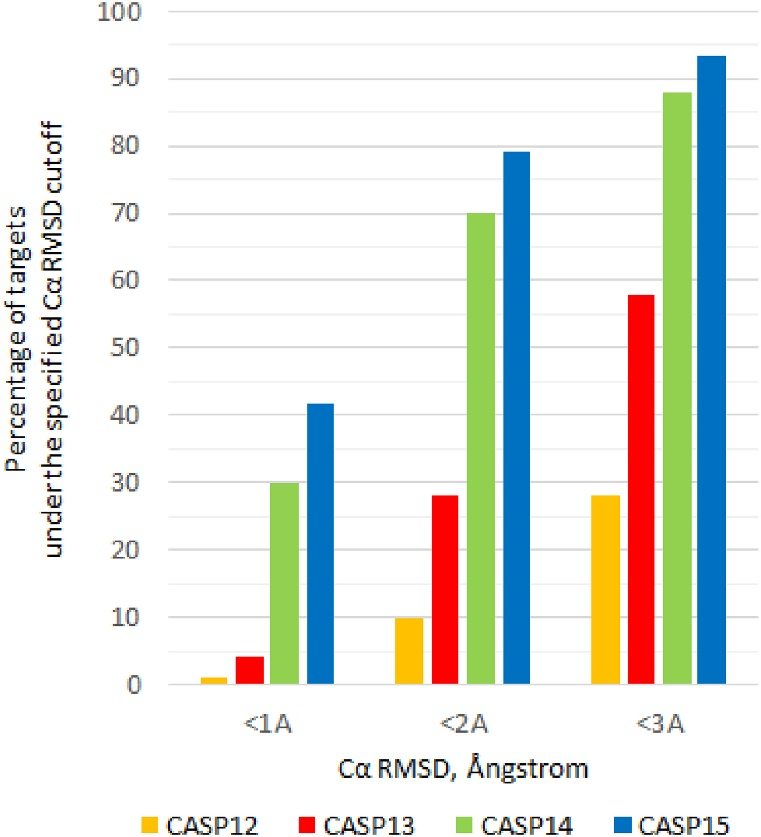 100
90
80
70
60
50
40
30
20
10
0
Percentage of targets
under the specified Cα RMSD cutoff
<1A <2A <3A
Cα RMSD, Ångstrom
CASP12 CASP13 CASP14 CASP15